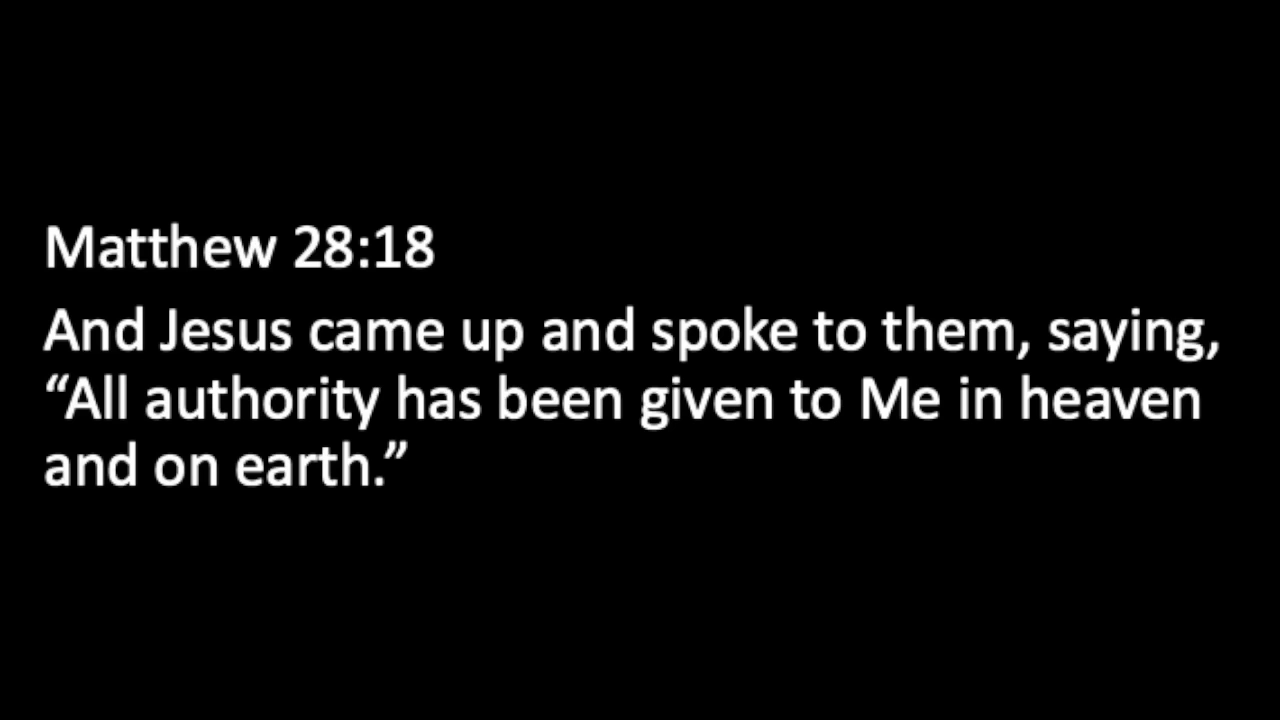 Matthew 28:18
And Jesus came up and spoke to them, saying,
“All authority has been given to Me in heaven
and on earth.”